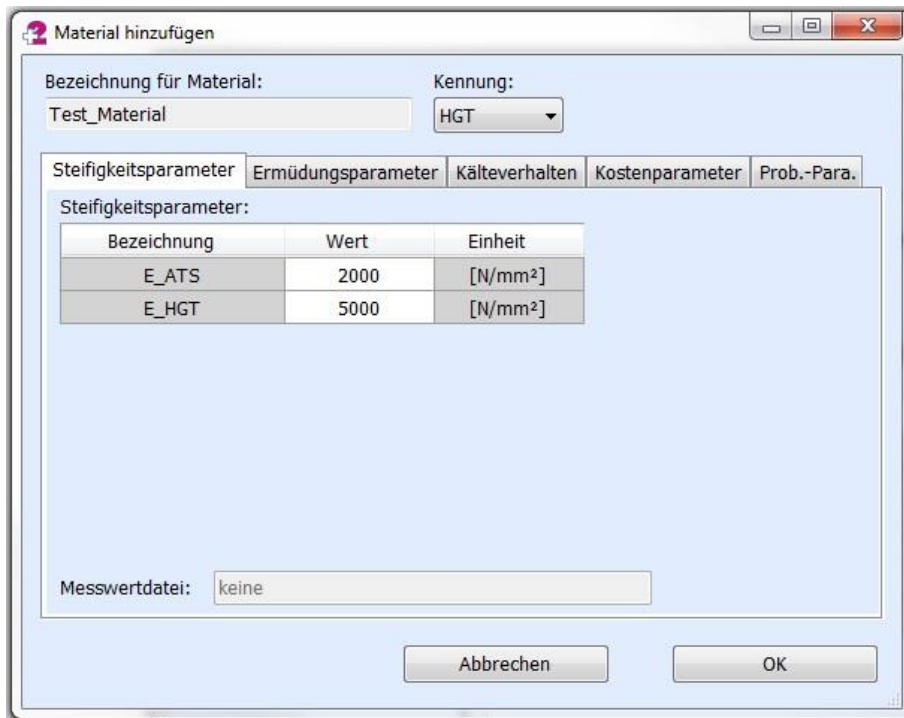 Material hinzufügen
Bezeichnung für Material: Kennung:
Test_Material HGT
Steifigkeitsparameter Ermüdungsparameter Kälteverhalten Kostenparameter Prob.-Para.
Steifigkeitsparameter:
Bezeichnung Wert Einheit
E_ATS 2000 [N/mm²]
E_HGT 5000 [N/mm²]
Messwertdatei: keine
Abbrechen OK